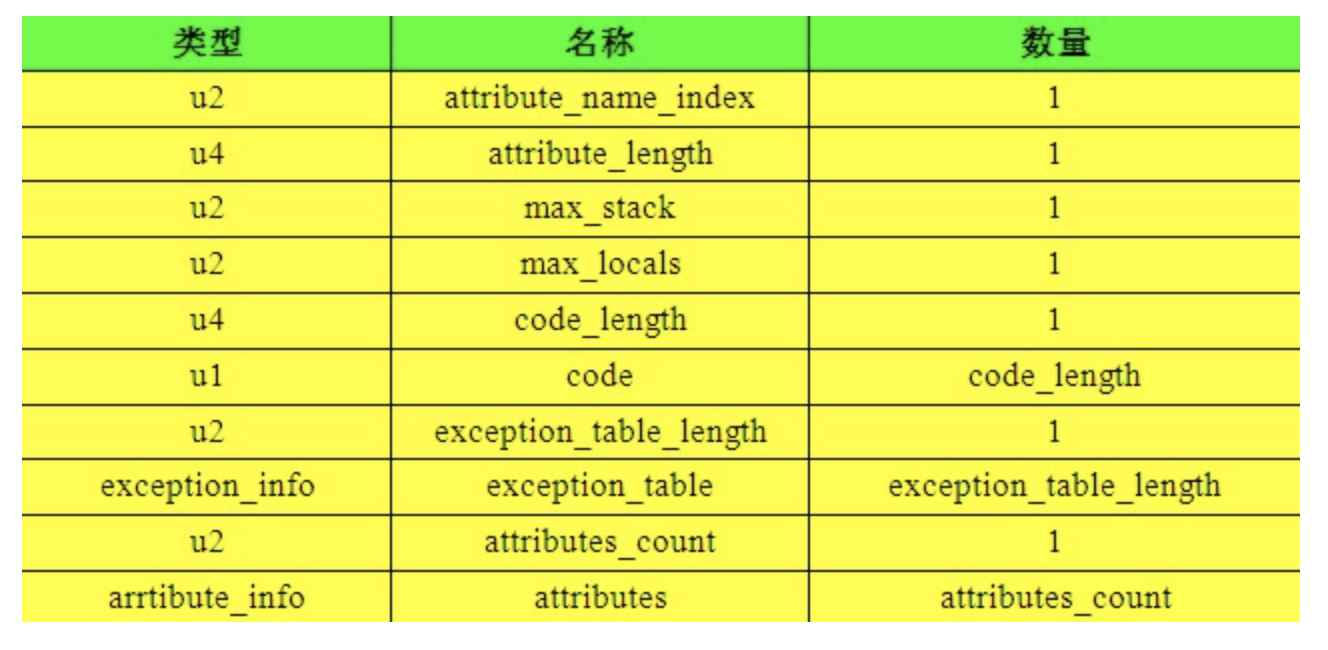 类型 名称 数量
u2 attribute_name_index 1
u4 attribute_length 1
u2 max_stack 1
u2 max_locals 1
u4 code_length 1
u1 code code_length
u2 exception_table_length 1
exception_info exception_table exception_table_length
u2 attributes_count 1
arrtibute_info attributes attributes_count